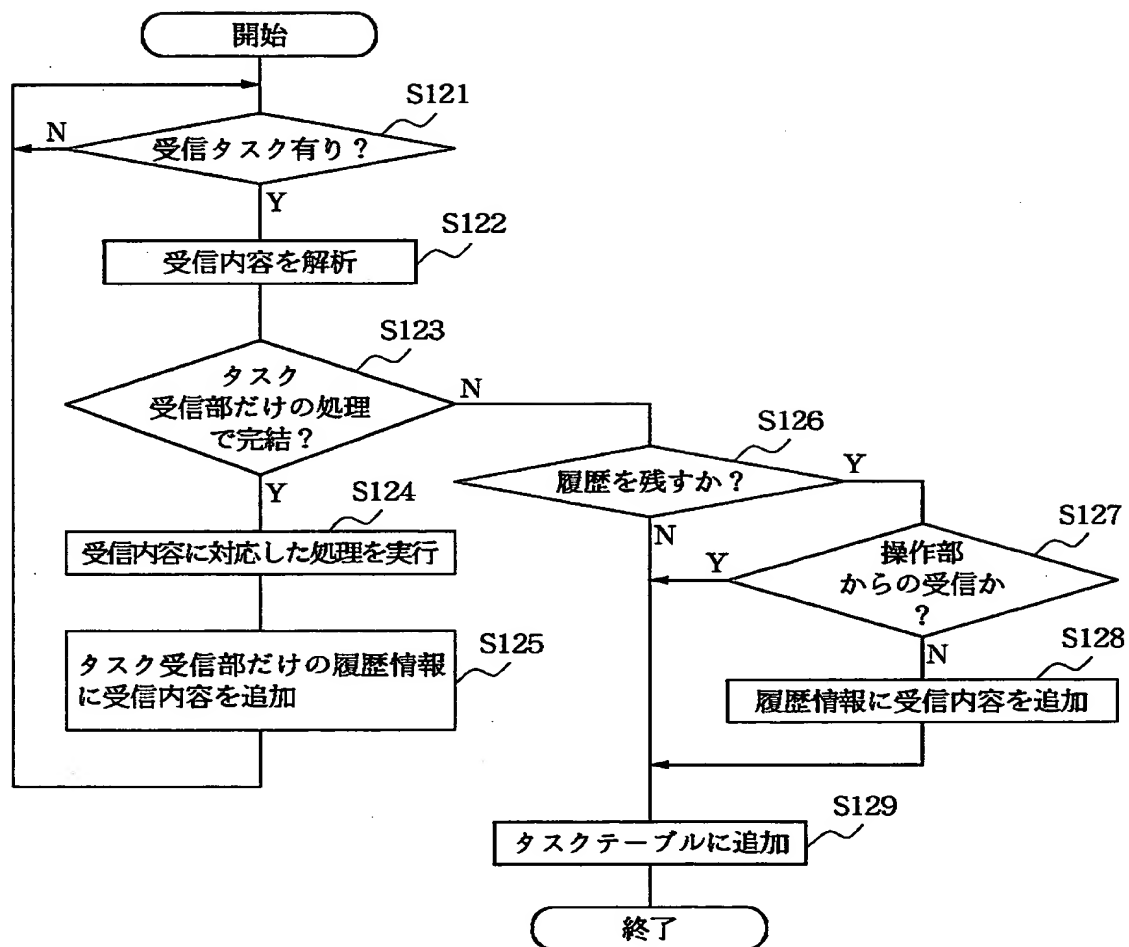 開始
S121
N
受信タスク有り？
Y
S122
受信内容を解析
S123
タスク
受信部だけの処理
で完結？
N
Y
S124
受信内容に対応した処理を実行
S125
タスク受信部だけの履歴情報
に受信内容を追加
S126
履歴を残すか？
Y
N
S127
操作部
からの受信か
？
Y
N
S128
履歴情報に受信内容を追加
S129
タスクテーブルに追加
終了